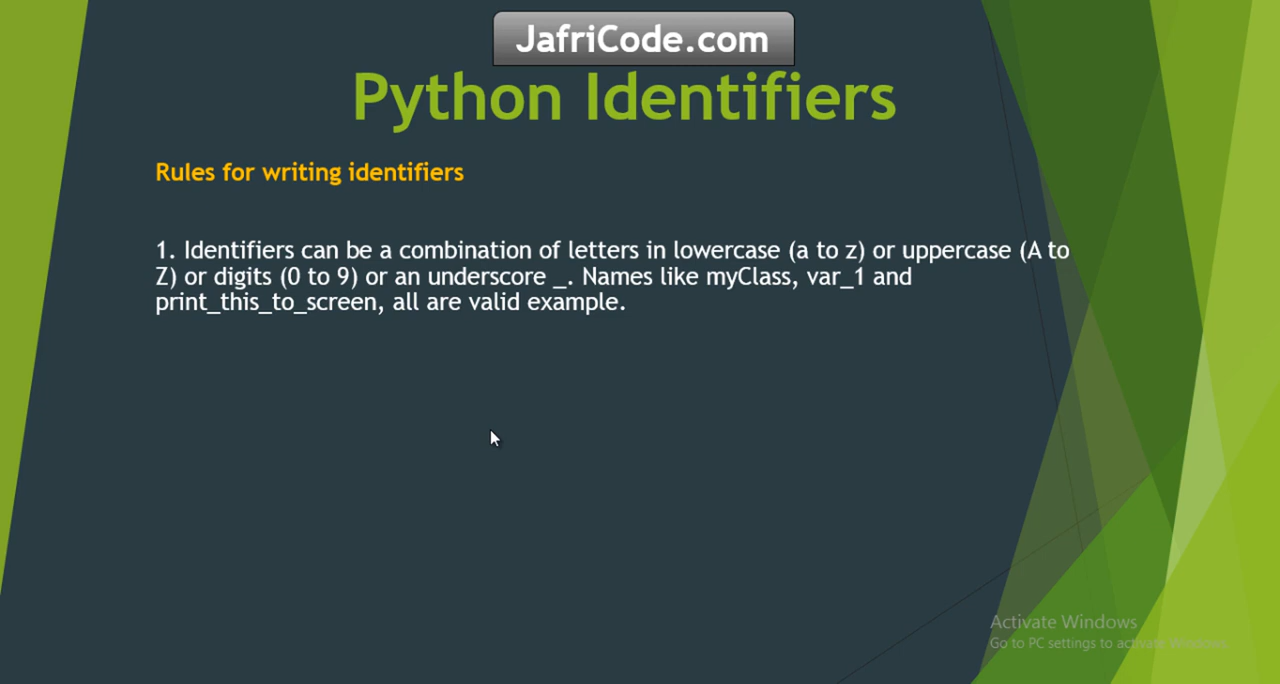 JafriCode.com
Python Identifiers
Rules for writing identifiers
1. Identifiers can be a combination of letters in lowercase (a to z) or uppercase (A to
Z) or digits (0 to 9) or an underscore _. Names like myClass, var_1 and
print_this_to_screen, all are valid example.
Activate Windows
Go to PC settings to activate Windows.